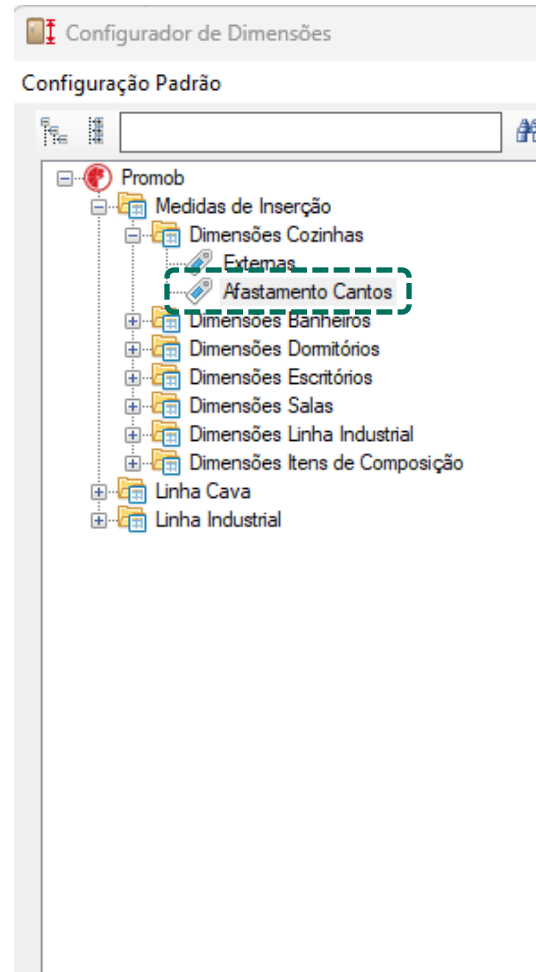 Configurador de Dimensões
Configuração Padrão
Promob
Medidas de Inserção
Dimensões Cozinhas
Externas
Afastamento Cantos
Dimensões Banheiros
Dimensões Dormitórios
Dimensões Escritórios
Dimensões Salas
Dimensões Linha Industrial
Dimensões Itens de Composição
Linha Cava
Linha Industrial